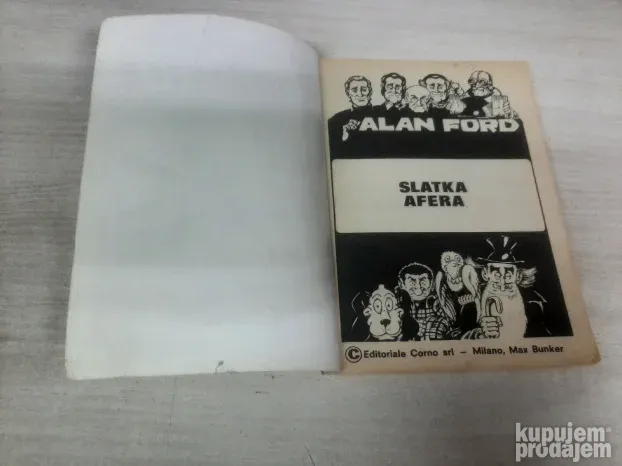 ALAN FORD
SLATKA
AFERA
© Editoriale Corno srl – Milano, Max Bunker
kupujem
prodajem